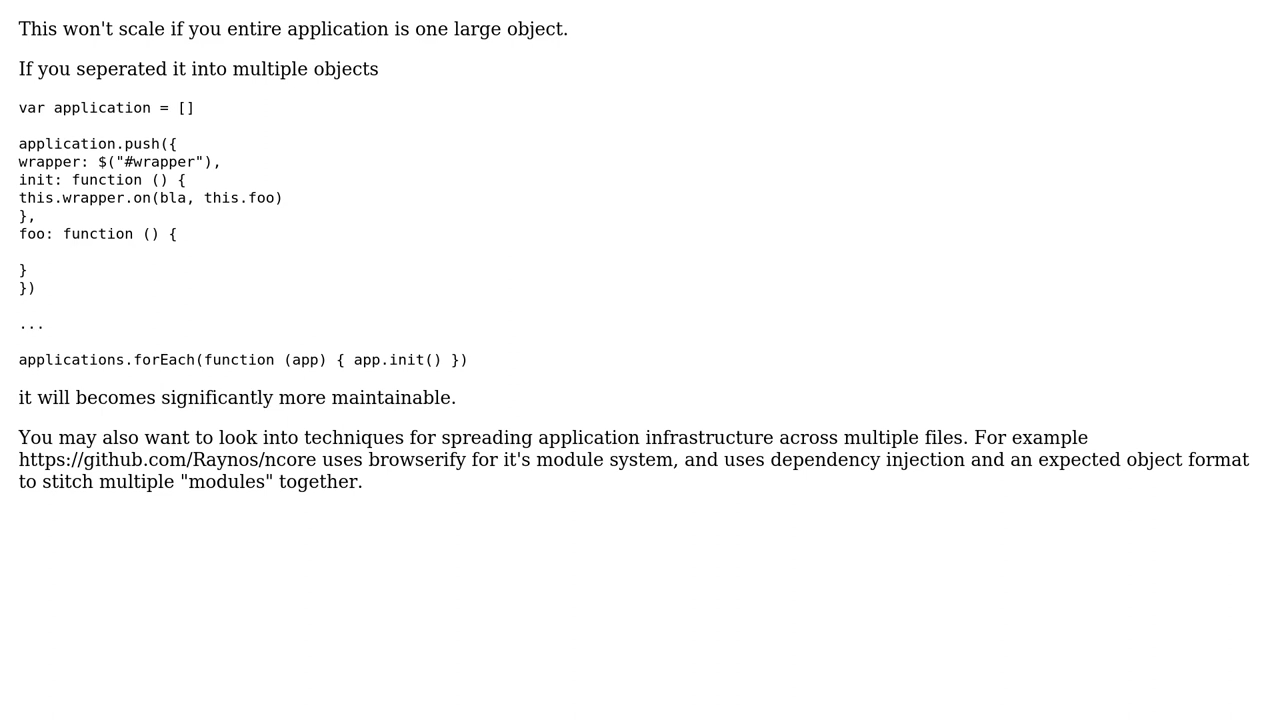 This won't scale if you entire application is one large object.
If you seperated it into multiple objects
var application = []
application.push({
wrapper: $("#wrapper"),
init: function () {
this.wrapper.on(bla, this.foo)
},
foo: function () {
}
})
...
applications.forEach(function (app) { app.init() })
it will becomes significantly more maintainable.
You may also want to look into techniques for spreading application infrastructure across multiple files. For example
https://github.com/Raynos/ncore uses browserify for it's module system, and uses dependency injection and an expected object format
to stitch multiple "modules" together.